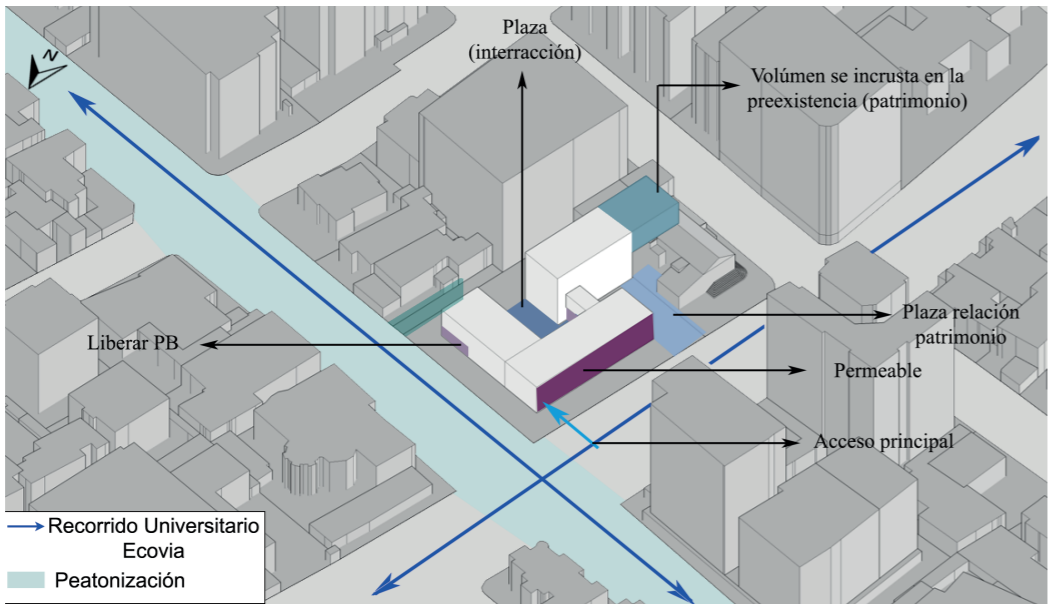 N
Plaza
(interracción)
Volúmen se incrusta en la
preexistencia (patrimonio)
Liberar PB
Plaza relación
patrimonio
Permeable
Acceso principal
Recorrido Universitario
Ecovia
Peatonización